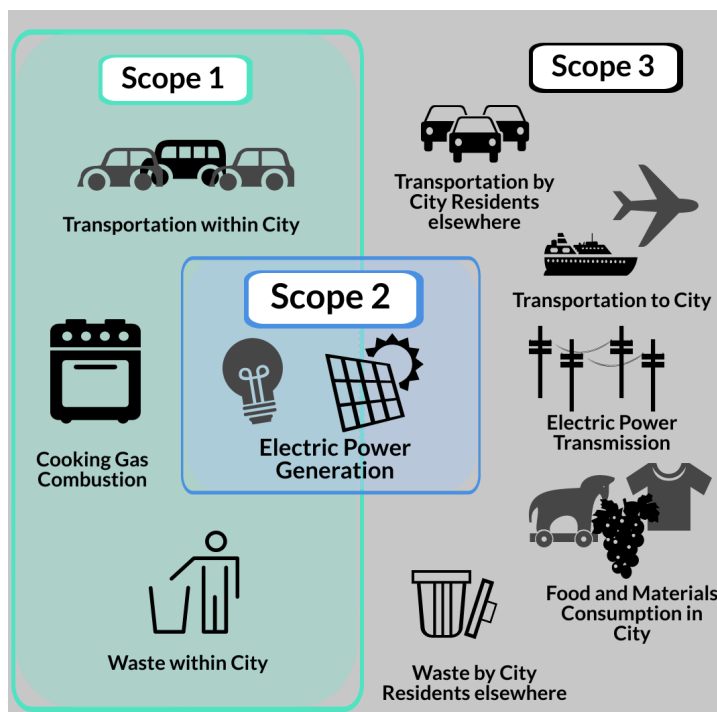 Scope 1
Scope 3
Transportation within City
Transportation by
City Residents
elsewhere
Transportation to City
Scope 2
Electric Power
Generation
Cooking Gas
Combustion
Electric Power
Transmission
Food and Materials
Consumption in
City
Waste within City
Waste by City
Residents elsewhere